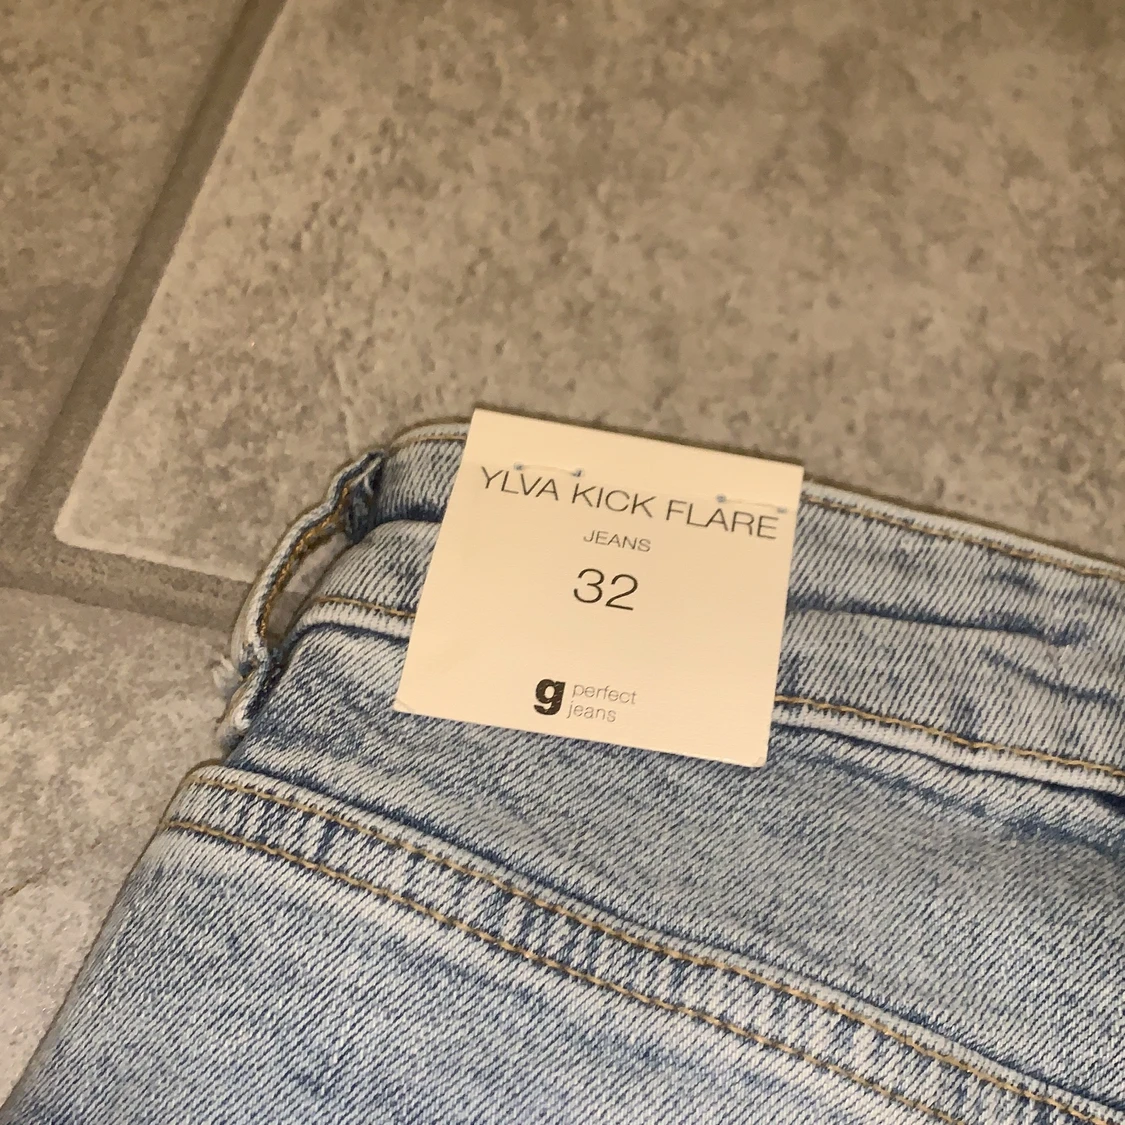 YLVA KICK FLARE
JEANS
32
g perfect
jeans